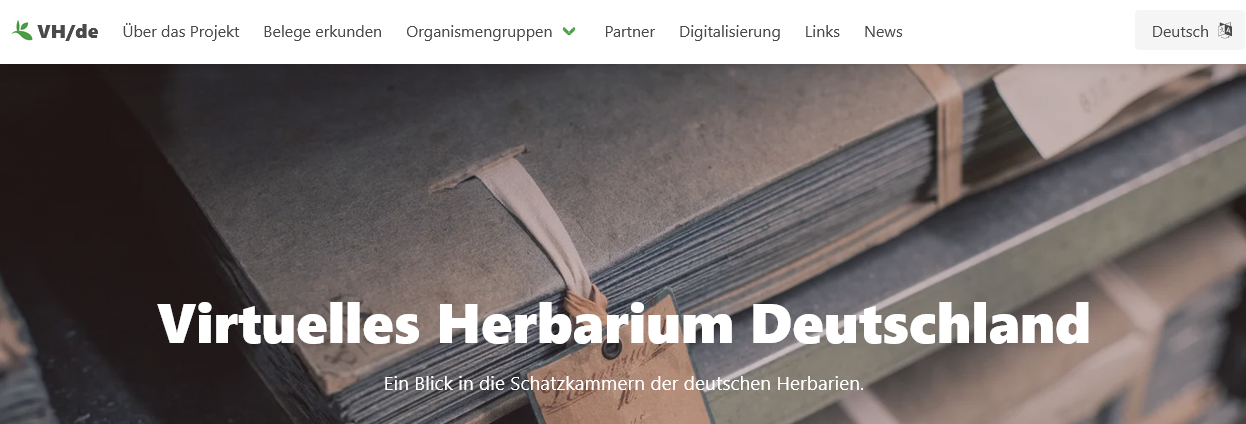 VH/de Über das Projekt Belege erkunden Organismengruppen Partner Digitalisierung Links News Deutsch
Virtuelles Herbarium Deutschland
Ein Blick in die Schatzkammern der deutschen Herbarien.